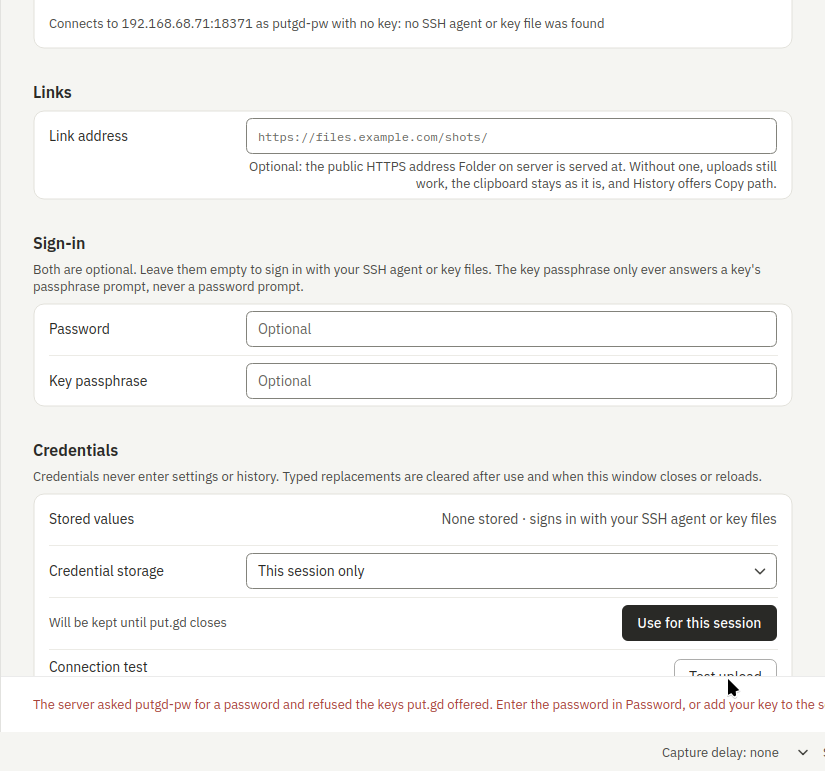 Connects to 192.168.68.71:18371 as putgd-pw with no key: no SSH agent or key file was found
Links
Link address
https://files.example.com/shots/
Optional: the public HTTPS address Folder on server is served at. Without one, uploads still
work, the clipboard stays as it is, and History offers Copy path.
Sign-in
Both are optional. Leave them empty to sign in with your SSH agent or key files. The key passphrase only ever answers a key's
passphrase prompt, never a password prompt.
Password
Optional
Key passphrase
Optional
Credentials
Credentials never enter settings or history. Typed replacements are cleared after use and when this window closes or reloads.
Stored values
None stored · signs in with your SSH agent or key files
Credential storage
This session only
Will be kept until put.gd closes
Use for this session
Connection test
Test upload
The server asked putgd-pw for a password and refused the keys put.gd offered. Enter the password in Password, or add your key to the
Capture delay: none